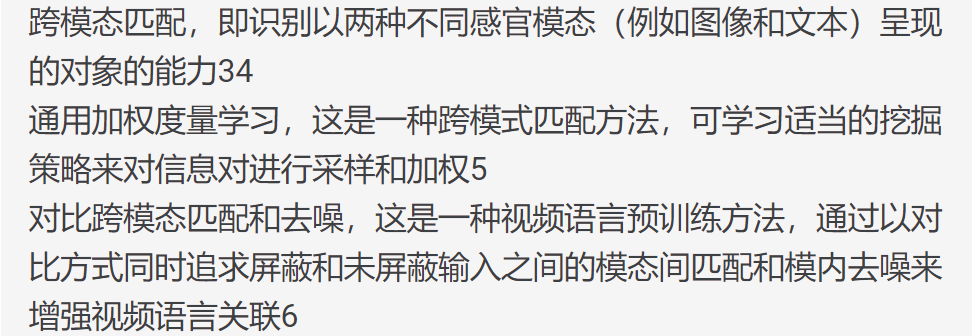 跨模态匹配，即识别以两种不同感官模态（例如图像和文本）呈现
的对象的能力34
通用加权度量学习，这是一种跨模式匹配方法，可学习适当的挖掘
策略来对信息对进行采样和加权5
对比跨模态匹配和去噪，这是一种视频语言预训练方法，通过以对
比方式同时追求屏蔽和未屏蔽输入之间的模态间匹配和模内去噪来
增强视频语言关联6